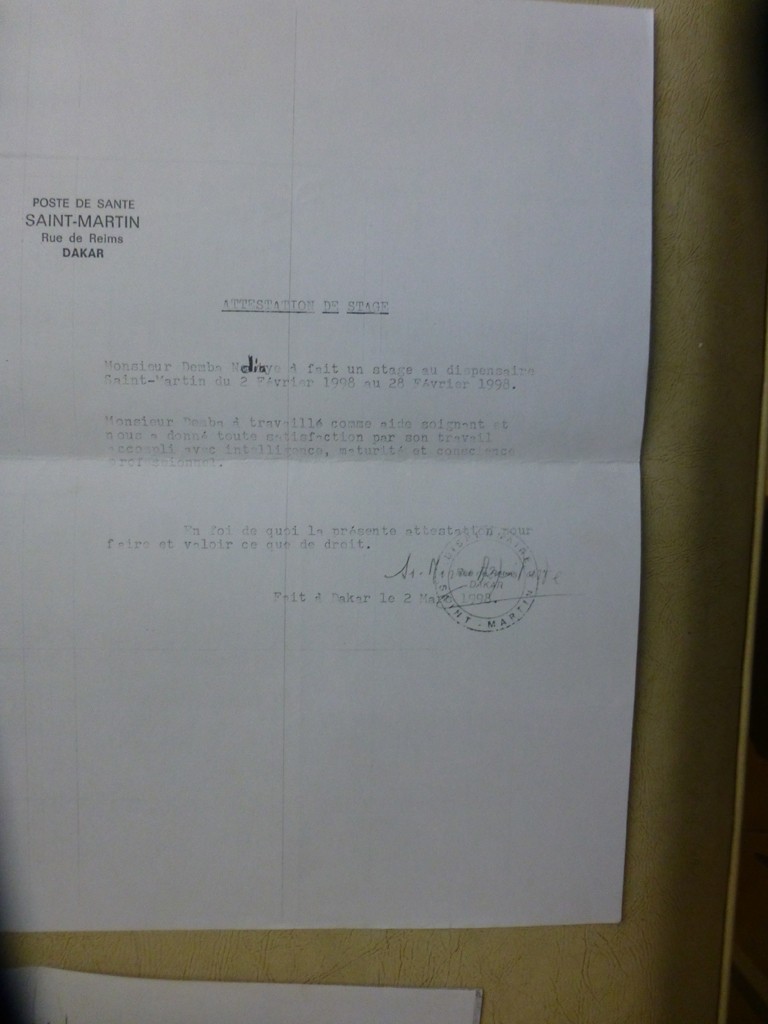 POSTE DE SANTE
SAINT-MARTIN
Rue de Reims
DAKAR
ATTESTATION DE STAGE
Monsieur Demba à fait un stage au dispensaire
Saint-Martin du 2 Février 1998 au 28 Février 1998.
Monsieur Demba à travaillé comme aide soignant et
nous a donné toute satisfaction par son travail
accompli avec intelligence, maturité et conscience
professionnel.
En foi de quoi la présente attestation pour
faire et valoir ce que de droit.
Fait à Dakar le 2 1998.
DAKAR
SAINT - MARTIN